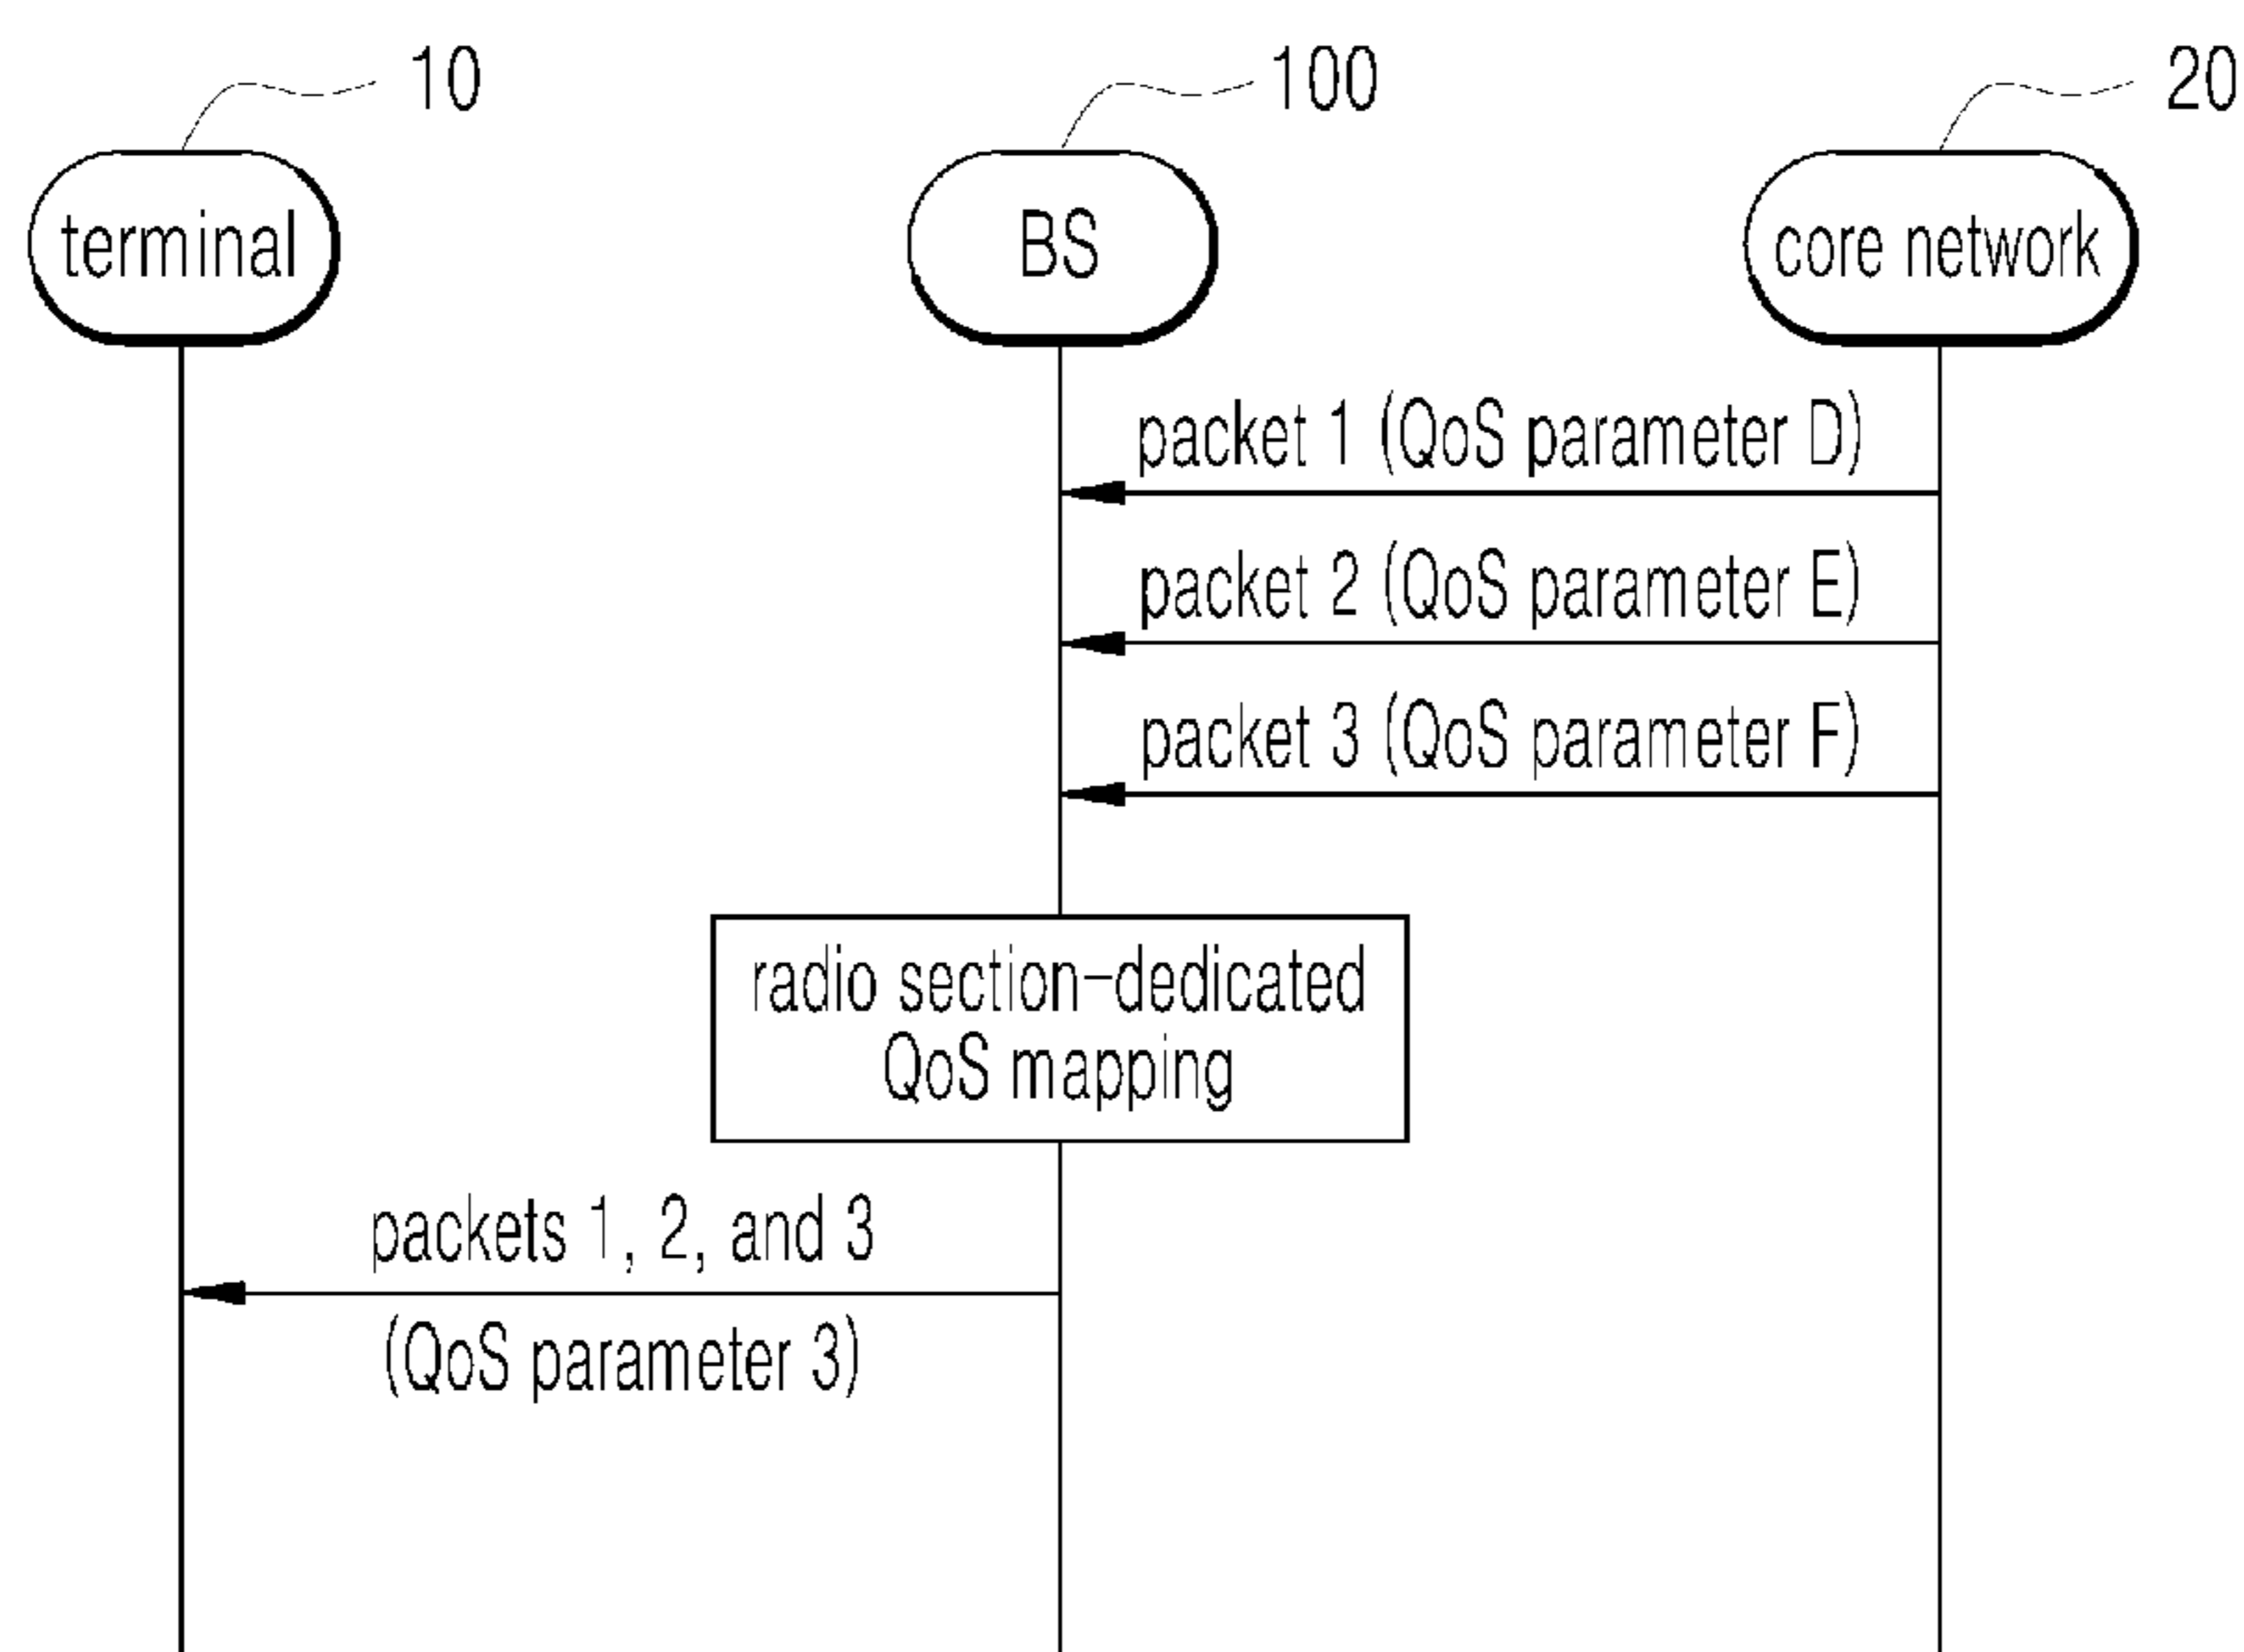 10
100
20
terminal
BS
core network
packet 1 (QoS parameter D)
packet 2 (QoS parameter E)
packet 3 (QoS parameter F)
radio section-dedicated
QoS mapping
packets 1, 2, and 3
(QoS parameter 3)